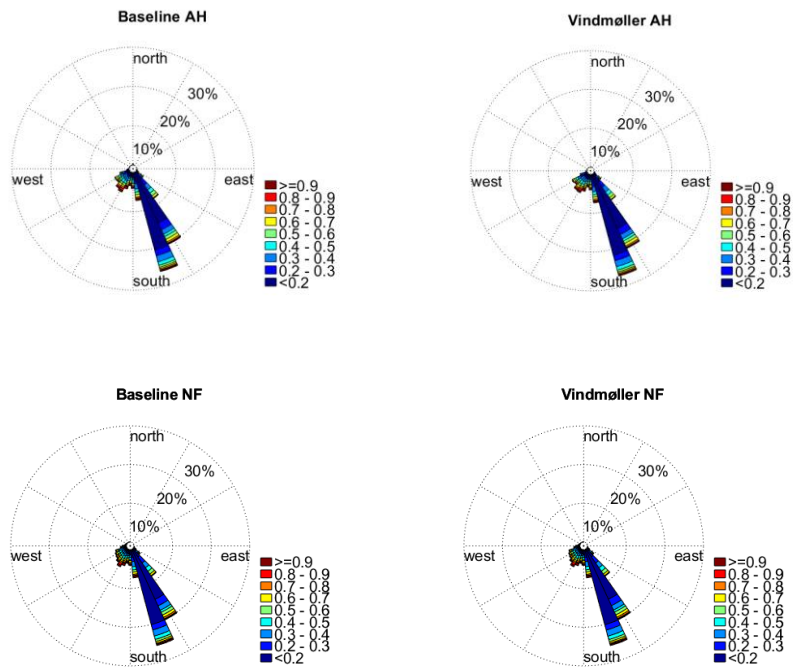 Baseline AH
north
30%
20%
10%
west
east
south
>=0.9
0.8 - 0.9
0.7 - 0.8
0.6 - 0.7
0.5 - 0.6
0.4 - 0.5
0.3 - 0.4
0.2 - 0.3
<0.2
Vindmøller AH
north
30%
20%
10%
west
east
south
>=0.9
0.8 - 0.9
0.7 - 0.8
0.6 - 0.7
0.5 - 0.6
0.4 - 0.5
0.3 - 0.4
0.2 - 0.3
<0.2
Baseline NF
north
30%
20%
10%
west
east
south
>=0.9
0.8 - 0.9
0.7 - 0.8
0.6 - 0.7
0.5 - 0.6
0.4 - 0.5
0.3 - 0.4
0.2 - 0.3
<0.2
Vindmøller NF
north
30%
20%
10%
west
east
south
>=0.9
0.8 - 0.9
0.7 - 0.8
0.6 - 0.7
0.5 - 0.6
0.4 - 0.5
0.3 - 0.4
0.2 - 0.3
<0.2